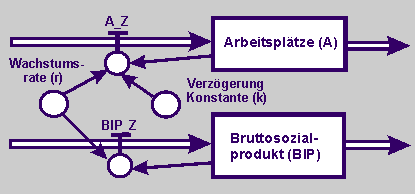 A_Z
Arbeitsplätze (A)
Wachstums-
rate (r)
Verzögerung
Konstante (k)
BIP_Z
Bruttosozial-
produkt (BIP)